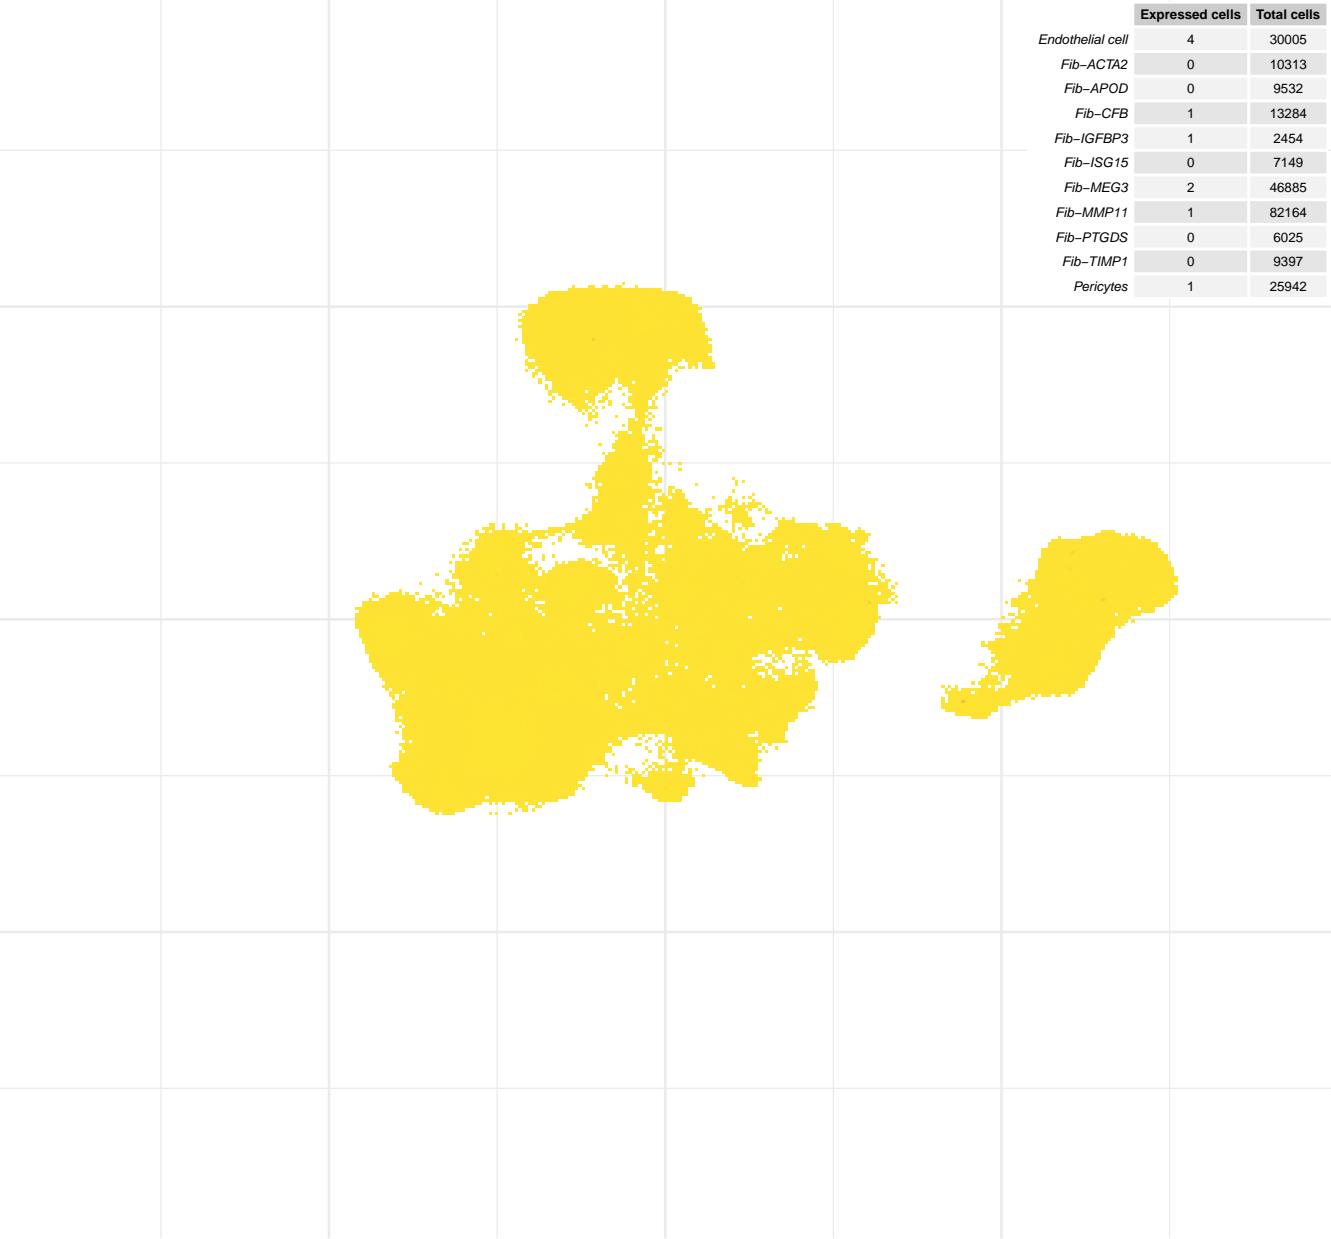 Expressed cells Total cells
Endothelial cell 4 30005
Fib−ACTA2 0 10313
Fib−APOD 0 9532
Fib−CFB 1 13284
Fib−IGFBP3 1 2454
Fib−ISG15 0 7149
Fib−MEG3 2 46885
Fib−MMP11 1 82164
Fib−PTGDS 0 6025
Fib−TIMP1 0 9397
Pericytes 1 25942